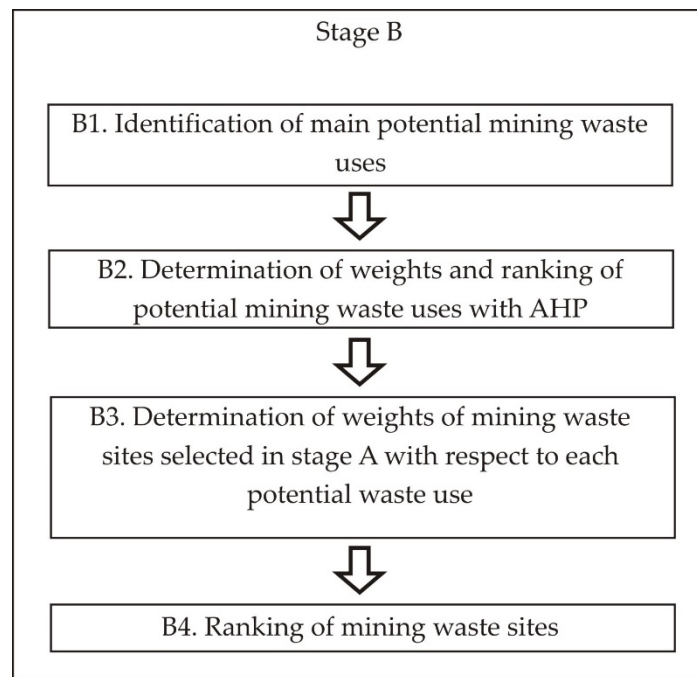 Stage B
B1. Identification of main potential mining waste
uses
B2. Determination of weights and ranking of
potential mining waste uses with AHP
B3. Determination of weights of mining waste
sites selected in stage A with respect to each
potential waste use
B4. Ranking of mining waste sites